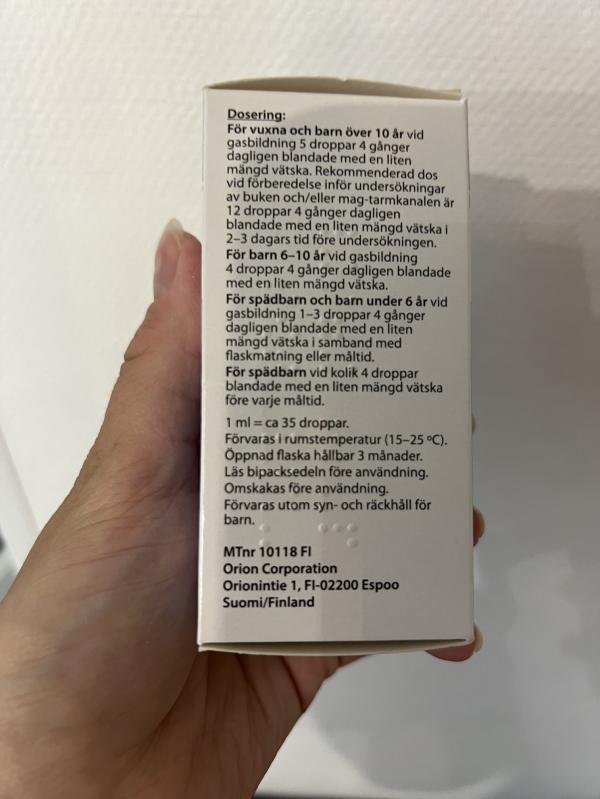 Dosering:
För vuxna och barn över 10 år vid
gasbildning 5 droppar 4 gånger
dagligen blandade med en liten
mängd vätska. Rekommenderad dos
vid förberedelse inför undersökningar
av buken och/eller mag-tarmkanalen är
12 droppar 4 gånger dagligen
blandade med en liten mängd vätska i
2–3 dagars tid före undersökningen.
För barn 6–10 år vid gasbildning
4 droppar 4 gånger dagligen blandade
med en liten mängd vätska.
För spädbarn och barn under 6 år vid
gasbildning 1–3 droppar 4 gånger
dagligen blandade med en liten
mängd vätska i samband med
flaskmatning eller måltid.
För spädbarn vid kolik 4 droppar
blandade med en liten mängd vätska
före varje måltid.
1 ml = ca 35 droppar.
Förvaras i rumstemperatur (15–25 ºC).
Öppnad flaska hållbar 3 månader.
Läs bipacksedeln före användning.
Omskakas före användning.
Förvaras utom syn- och räckhåll för
barn.
MTnr 10118 FI
Orion Corporation
Orionintie 1, FI-02200 Espoo
Suomi/Finland